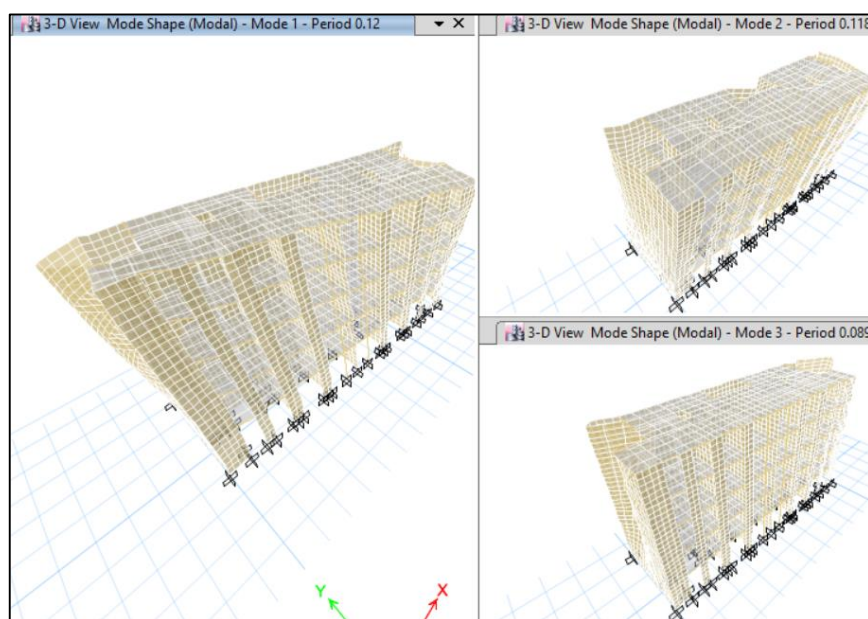 3-D View Mode Shape (Modal) - Mode 1 - Period 0.12
3-D View Mode Shape (Modal) - Mode 2 - Period 0.118
3-D View Mode Shape (Modal) - Mode 3 - Period 0.089
Y
X